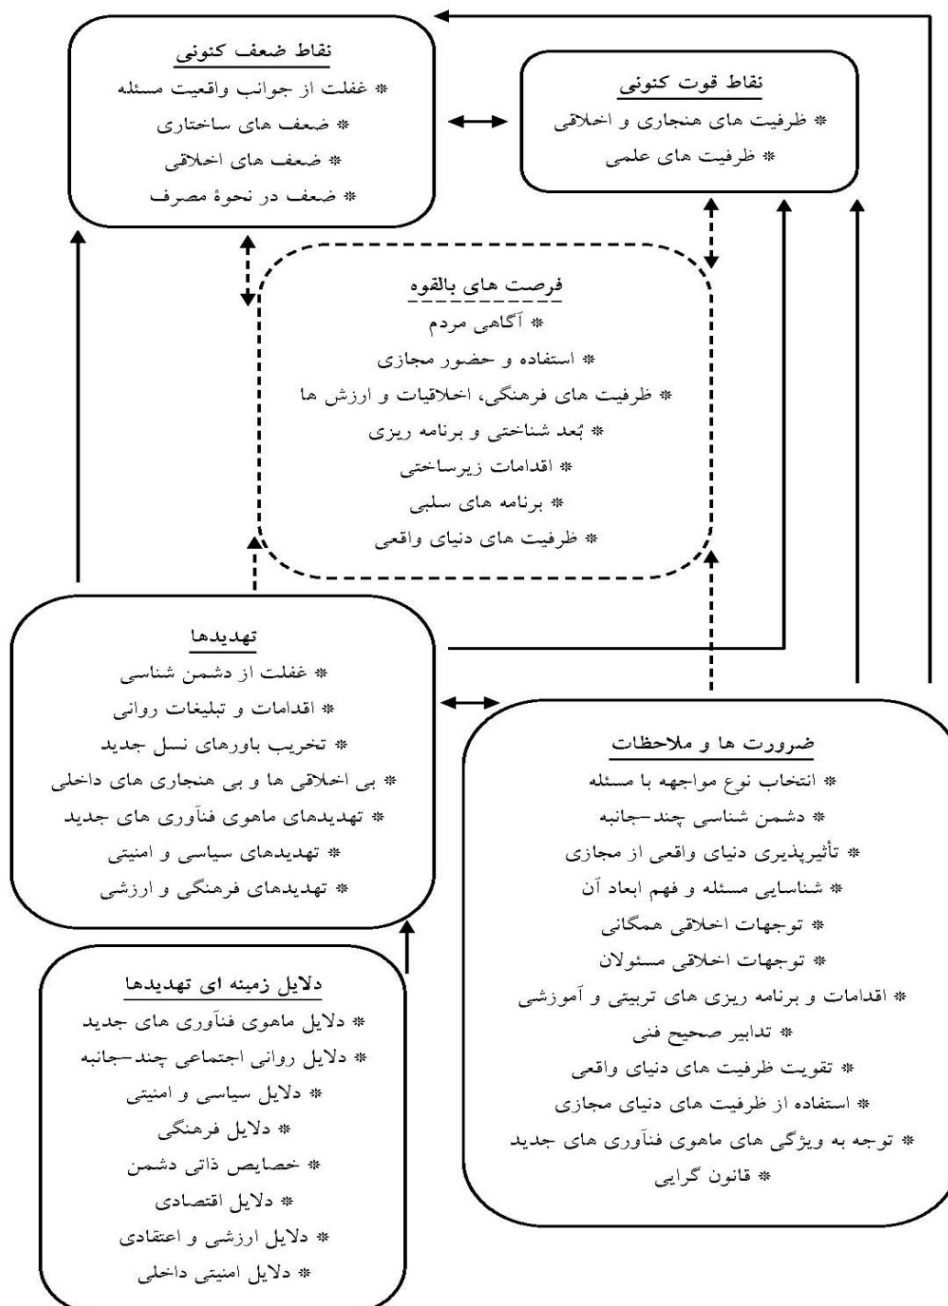 نقاط ضعف کنونی
* غفلت از جوانب واقعیت مسئله
* ضعف های ساختاری
* ضعف های اخلاقی
* ضعف در نحوۀ مصرف
نقاط قوت کنونی
* ظرفیت های هنجاری و اخلاقی
* ظرفیت های علمی
فرصت های بالقوه
* آگاهی مردم
* استفاده و حضور مجازی
* ظرفیت های فرهنگی، اخلاقیات و ارزش ها
* بُعد شناختی و برنامه ریزی
* اقدامات زیرساختی
* برنامه های سلبی
* ظرفیت های دنیای واقعی
تهدیدها
* غفلت از دشمن شناسی
* اقدامات و تبلیغات روانی
* تخریب باورهای نسل جدید
* بی اخلاقی ها و بی هنجاری های داخلی
* تهدیدهای ماهوی فنآوری های جدید
* تهدیدهای سیاسی و امنیتی
* تهدیدهای فرهنگی و ارزشی
ضرورت ها و ملاحظات
* انتخاب نوع مواجهه با مسئله
* دشمن شناسی چند-جانبه
* تأثیرپذیری دنیای واقعی از مجازی
* شناسایی مسئله و فهم ابعاد آن
* توجهات اخلاقی همگانی
* توجهات اخلاقی مسئولان
* اقدامات و برنامه ریزی های تربیتی و آموزشی
* تدابیر صحیح فنی
* تقویت ظرفیت های دنیای واقعی
* استفاده از ظرفیت های دنیای مجازی
* توجه به ویژگی های ماهوی فنآوری های جدید
* قانون گرایی
دلایل زمینه ای تهدیدها
* دلایل ماهوی فنآوری های جدید
* دلایل روانی اجتماعی چند-جانبه
* دلایل سیاسی و امنیتی
* دلایل فرهنگی
* خصایص ذاتی دشمن
* دلایل اقتصادی
* دلایل ارزشی و اعتقادی
* دلایل امنیتی داخلی